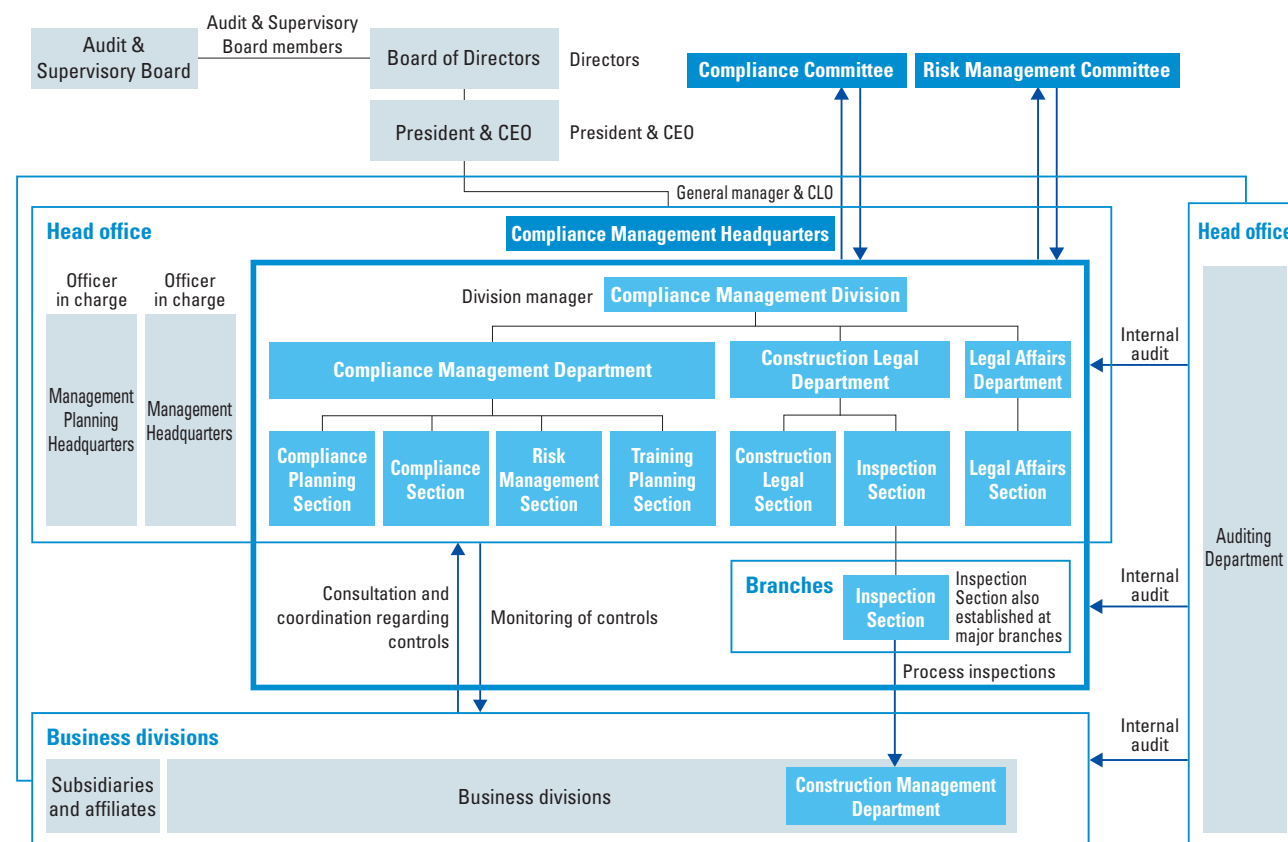 Audit &
Supervisory Board
Audit & Supervisory
Board members
Board of Directors
Directors
Compliance Committee
Risk Management Committee
President & CEO
President & CEO
General manager & CLO
Head office
Compliance Management Headquarters
Head office
Officer
in charge
Officer
in charge
Division manager
Compliance Management Division
Management
Planning
Headquarters
Management
Headquarters
Compliance Management Department
Construction Legal
Department
Legal Affairs
Department
Internal
audit
Compliance
Planning
Section
Compliance
Section
Risk
Management
Section
Training
Planning
Section
Construction
Legal
Section
Inspection
Section
Legal Affairs
Section
Auditing
Department
Consultation and
coordination regarding
controls
Monitoring of controls
Branches
Inspection
Section
Inspection
Section also
established at
major branches
Internal
audit
Process inspections
Business divisions
Internal
audit
Subsidiaries
and affiliates
Business divisions
Construction Management
Department